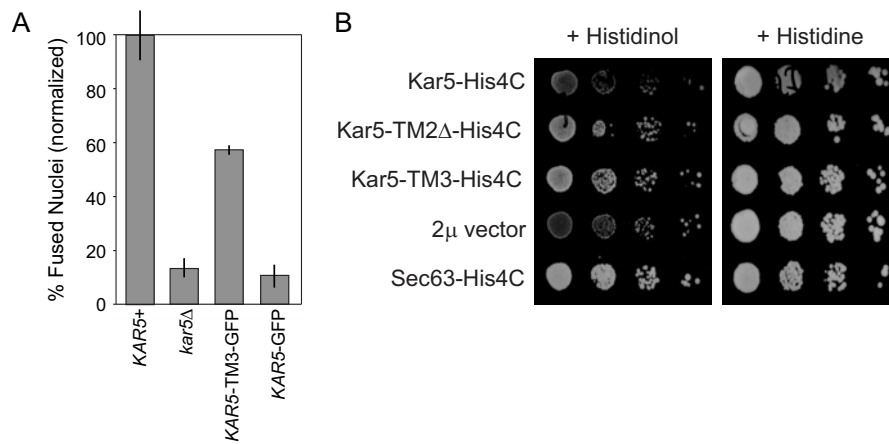 A
% Fused Nuclei (normalized)
100
80
60
40
20
0
KAR5+
kar5Δ
KAR5-TM3-GFP
KAR5-GFP
B
+ Histidinol
+ Histidine
Kar5-His4C
Kar5-TM2Δ-His4C
Kar5-TM3-His4C
2μ vector
Sec63-His4C